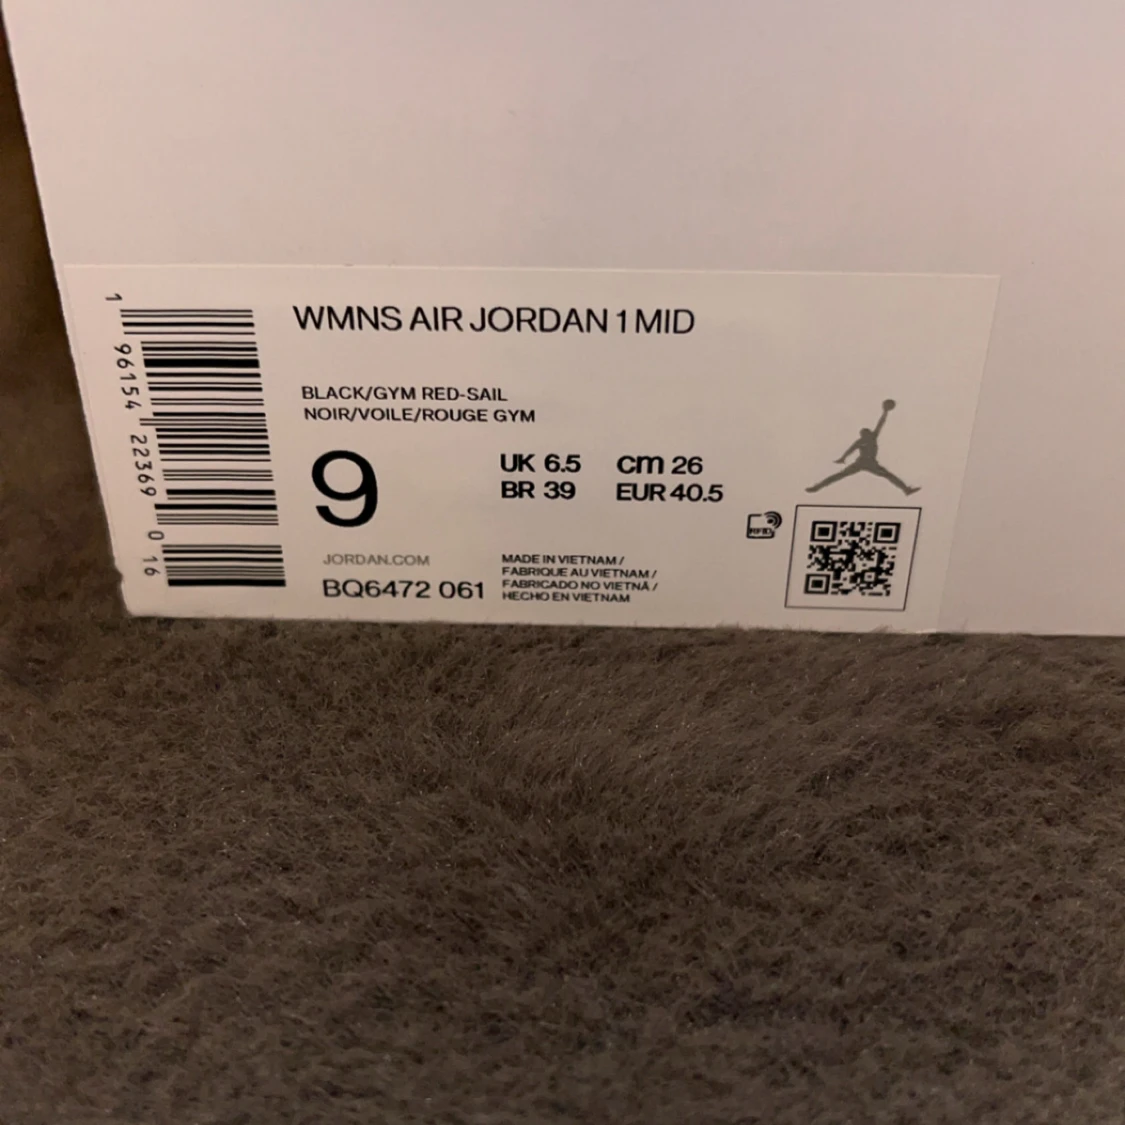 WMNS AIR JORDAN 1 MID
BLACK/GYM RED-SAIL
NOIR/VOILE/ROUGE GYM
9
UK 6.5 cm 26
BR 39 EUR 40.5
JORDAN.COM
BQ6472 061
MADE IN VIETNAM /
FABRIQUE AU VIETNAM /
FABRICADO NO VIETNÃ /
HECHO EN VIETNAM
RFID
1 96154 22369 0 16